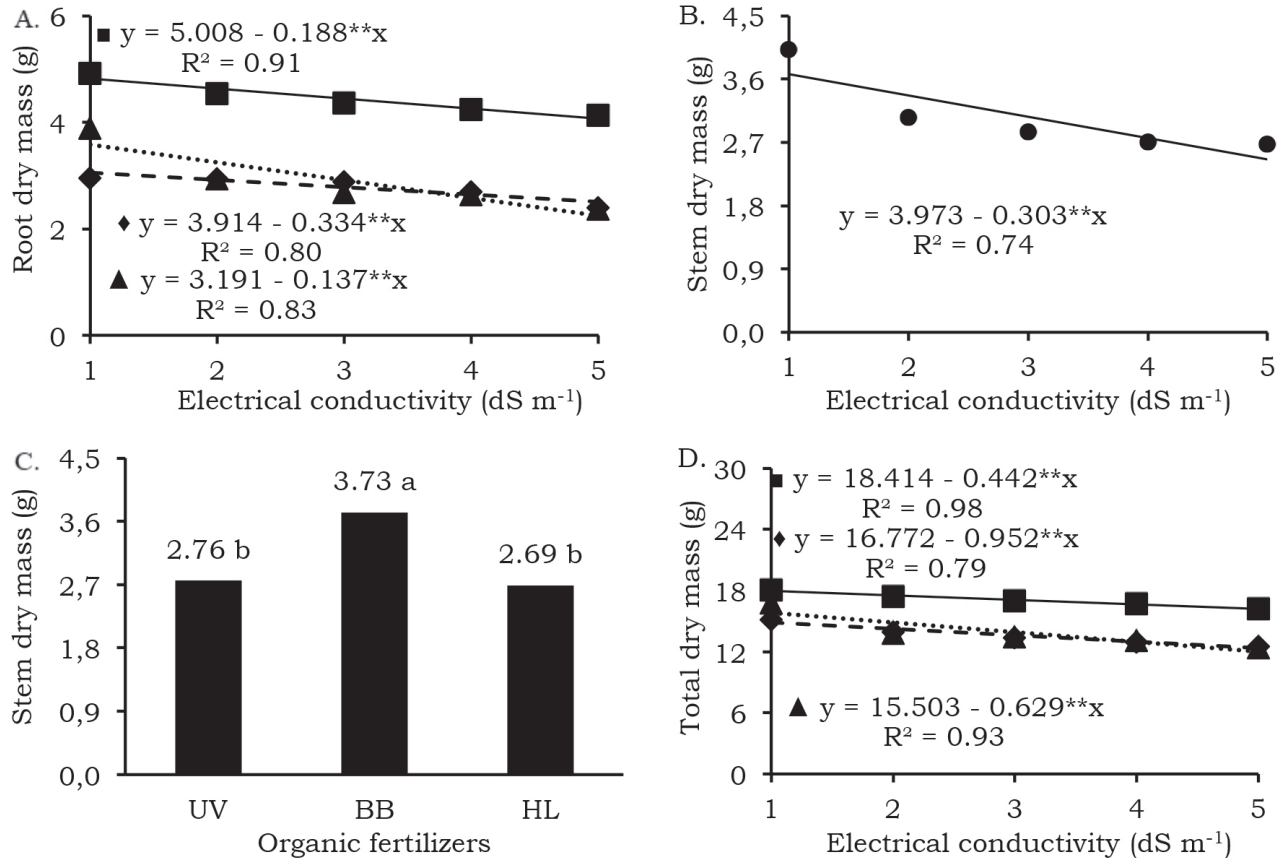 A.
Root dry mass (g)
6
4
2
0
■ y = 5.008 - 0.188**x
R² = 0.91
♦ y = 3.914 - 0.334**x
R² = 0.80
▲ y = 3.191 - 0.137**x
R² = 0.83
1 2 3 4 5
Electrical conductivity (dS m⁻¹)
B.
Stem dry mass (g)
4,5
3,6
2,7
1,8
0,9
0,0
y = 3.973 - 0.303**x
R² = 0.74
1 2 3 4 5
Electrical conductivity (dS m⁻¹)
C.
Stem dry mass (g)
4,5
3,6
2,7
1,8
0,9
0,0
2.76 b
3.73 a
2.69 b
UV BB HL
Organic fertilizers
D.
Total dry mass (g)
30
24
18
12
6
0
■ y = 18.414 - 0.442**x
R² = 0.98
♦ y = 16.772 - 0.952**x
R² = 0.79
▲ y = 15.503 - 0.629**x
R² = 0.93
1 2 3 4 5
Electrical conductivity (dS m⁻¹)